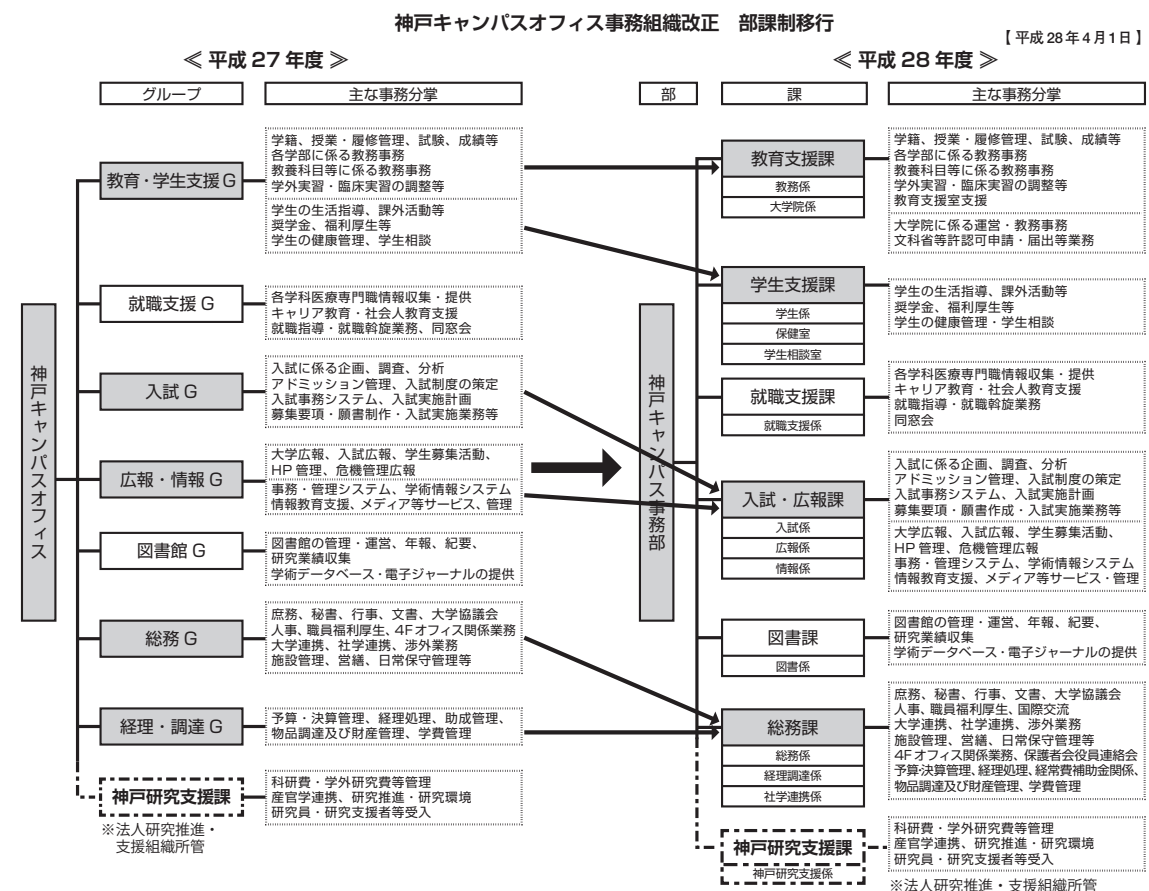 神戸キャンパスオフィス事務組織改正　部課制移行
【 平成 28 年 4 月 1 日 】
≪ 平成 27 年度 ≫
グループ
主な事務分掌
神戸キャンパスオフィス
教育・学生支援 G
学籍、授業・履修管理、試験、成績等
各学部に係る教務事務
教養科目等に係る教務事務
学外実習・臨床実習の調整等
学生の生活指導、課外活動等
奨学金、福利厚生等
学生の健康管理、学生相談
就職支援 G
各学科医療専門職情報収集・提供
キャリア教育・社会人教育支援
就職指導・就職斡旋業務、同窓会
入試 G
入試に係る企画、調査、分析
アドミッション管理、入試制度の策定
入試事務システム、入試実施計画
募集要項・願書制作・入試実施業務等
広報・情報 G
大学広報、入試広報、学生募集活動、
HP 管理、危機管理広報
事務・管理システム、学術情報システム
情報教育支援、メディア等サービス、管理
図書館 G
図書館の管理・運営、年報、紀要、
研究業績収集
学術データベース・電子ジャーナルの提供
総務 G
庶務、秘書、行事、文書、大学協議会
人事、職員福利厚生、4F オフィス関係業務
大学連携、社学連携、渉外業務
施設管理、営繕、日常保守管理等
経理・調達 G
予算・決算管理、経理処理、助成管理、
物品調達及び財産管理、学費管理
神戸研究支援課
科研費・学外研究費等管理
産官学連携、研究推進・研究環境
研究員・研究支援者等受入
※法人研究推進・
支援組織所管
≪ 平成 28 年度 ≫
部
課
主な事務分掌
神戸キャンパス事務部
教育支援課
教務係
大学院係
学籍、授業・履修管理、試験、成績等
各学部に係る教務事務
教養科目等に係る教務事務
学外実習・臨床実習の調整等
教育支援室支援
大学院に係る運営・教務事務
文科省等許認可申請・届出等業務
学生支援課
学生係
保健室
学生相談室
学生の生活指導、課外活動等
奨学金、福利厚生等
学生の健康管理・学生相談
就職支援課
就職支援係
各学科医療専門職情報収集・提供
キャリア教育・社会人教育支援
就職指導・就職斡旋業務
同窓会
入試・広報課
入試係
広報係
情報係
入試に係る企画、調査、分析
アドミッション管理、入試制度の策定
入試事務システム、入試実施計画
募集要項・願書作成・入試実施業務等
大学広報、入試広報、学生募集活動、
HP 管理、危機管理広報
事務・管理システム、学術情報システム
情報教育支援、メディア等サービス・管理
図書課
図書係
図書館の管理・運営、年報、紀要、
研究業績収集
学術データベース・電子ジャーナルの提供
総務課
総務係
経理調達係
社学連携係
庶務、秘書、行事、文書、大学協議会
人事、職員福利厚生、国際交流
大学連携、社学連携、渉外業務
施設管理、営繕、日常保守管理等
4F オフィス関係業務、保護者会役員連絡会
予算・決算管理、経理処理、経常費補助金関係、
物品調達及び財産管理、学費管理
神戸研究支援課
神戸研究支援係
科研費・学外研究費等管理
産官学連携、研究推進・研究環境
研究員・研究支援者等受入
※法人研究推進・支援組織所管